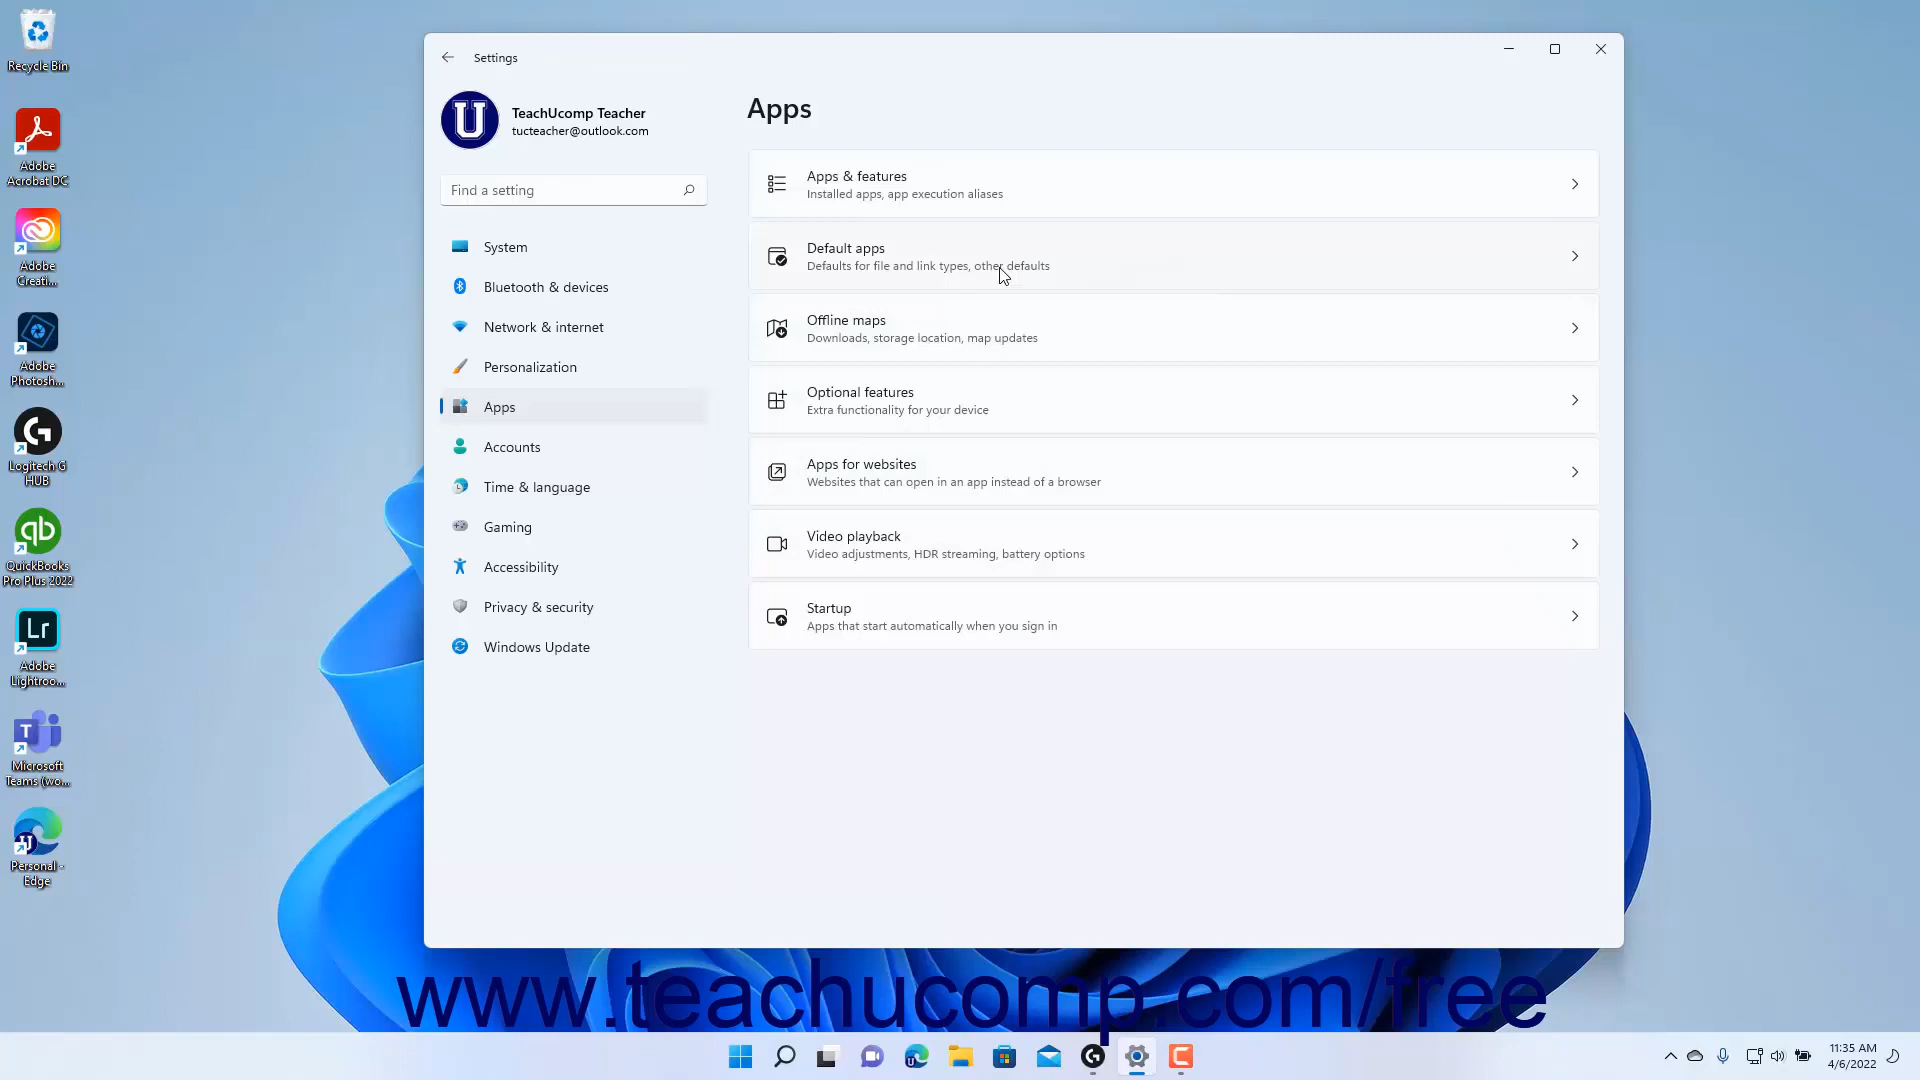 Recycle Bin
Adobe
Acrobat DC
Adobe
Creati...
Adobe
Photosh...
Logitech G
HUB
QuickBooks
Pro Plus 2022
Lr
Adobe
Lightroo...
T
Microsoft
Teams (wo...
Personal -
Edge
Settings
U
TeachUcomp Teacher
tucteacher@outlook.com
Find a setting
System
Bluetooth & devices
Network & internet
Personalization
Apps
Accounts
Time & language
Gaming
Accessibility
Privacy & security
Windows Update
Apps
Apps & features
Installed apps, app execution aliases
Default apps
Defaults for file and link types, other defaults
Offline maps
Downloads, storage location, map updates
Optional features
Extra functionality for your device
Apps for websites
Websites that can open in an app instead of a browser
Video playback
Video adjustments, HDR streaming, battery options
Startup
Apps that start automatically when you sign in
www.teachucomp.com/free
11:35 AM
4/6/2022